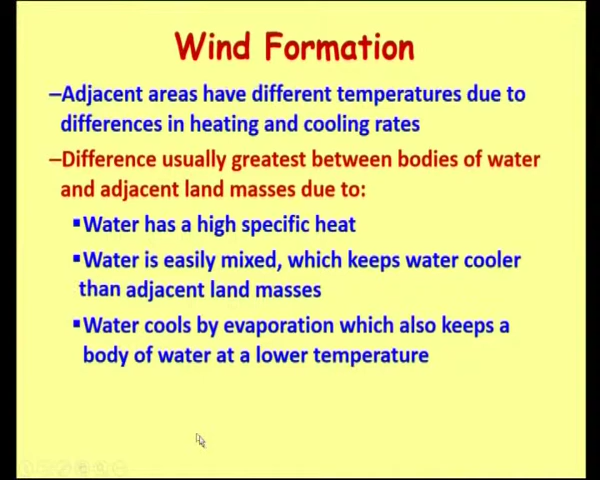 Wind Formation
–Adjacent areas have different temperatures due to
differences in heating and cooling rates
–Difference usually greatest between bodies of water
and adjacent land masses due to:
▪Water has a high specific heat
▪Water is easily mixed, which keeps water cooler
than adjacent land masses
▪Water cools by evaporation which also keeps a
body of water at a lower temperature